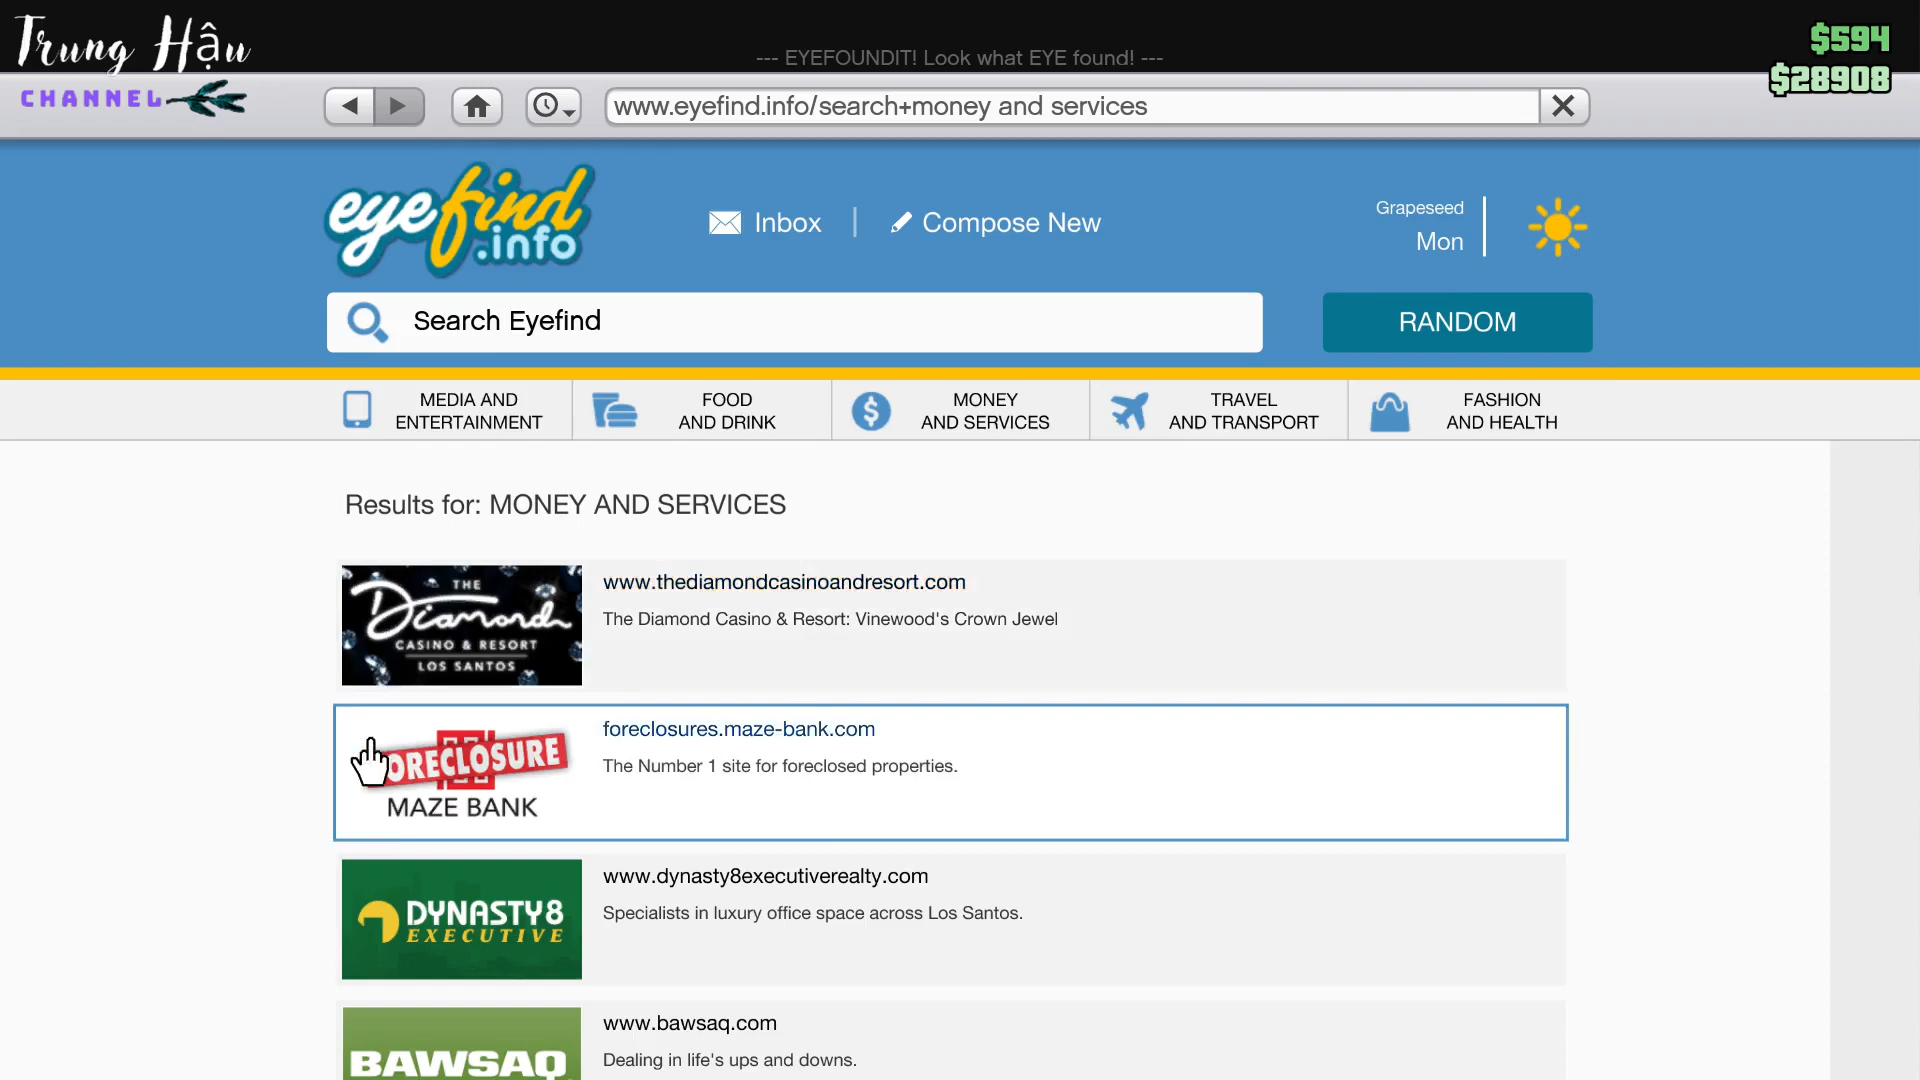 Trung Hậu
CHANNEL
--- EYEFOUNDIT! Look what EYE found! ---
$594
$28908
www.eyefind.info/search+money and services
eyefind
.info
Inbox
Compose New
Grapeseed
Mon
Search Eyefind
RANDOM
MEDIA AND
ENTERTAINMENT
FOOD
AND DRINK
MONEY
AND SERVICES
TRAVEL
AND TRANSPORT
FASHION
AND HEALTH
Results for: MONEY AND SERVICES
THE
Diamond
CASINO & RESORT
LOS SANTOS
www.thediamondcasinoandresort.com
The Diamond Casino & Resort: Vinewood's Crown Jewel
ORECLOSURE
MAZE BANK
foreclosures.maze-bank.com
The Number 1 site for foreclosed properties.
DYNASTY8
EXECUTIVE
www.dynasty8executiverealty.com
Specialists in luxury office space across Los Santos.
BAWSAQ
www.bawsaq.com
Dealing in life's ups and downs.